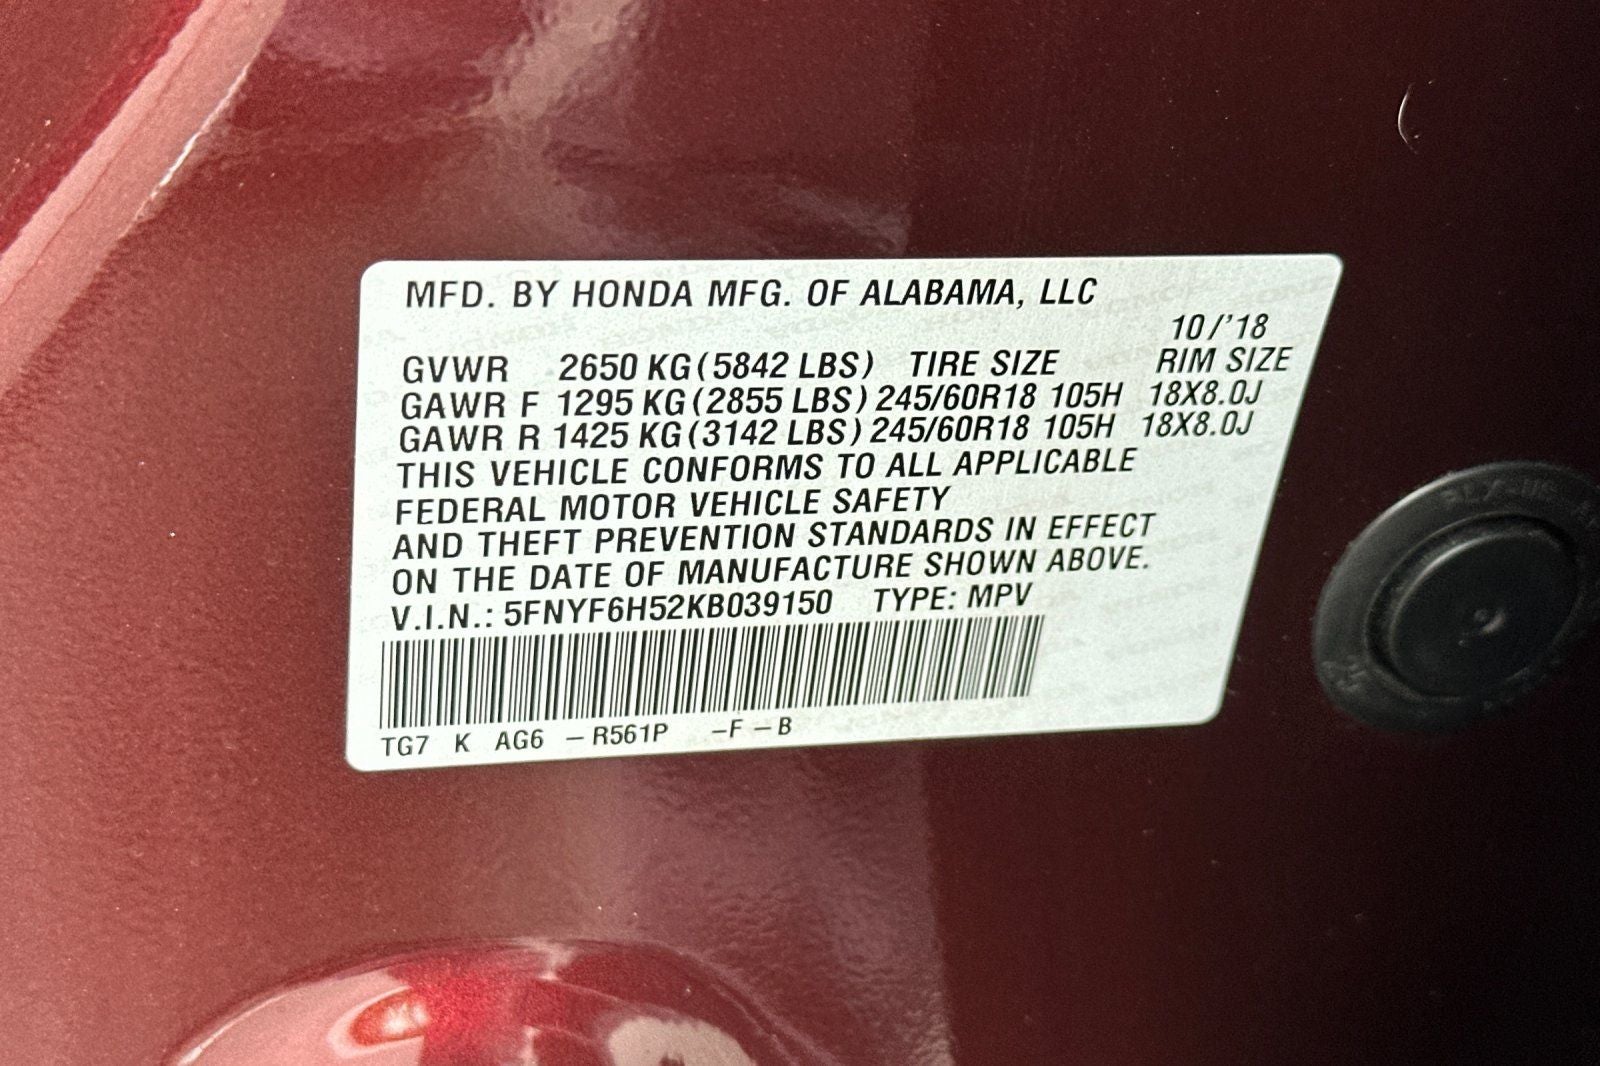 MFD. BY HONDA MFG. OF ALABAMA, LLC
10/'18
GVWR 2650 KG (5842 LBS) TIRE SIZE RIM SIZE
GAWR F 1295 KG (2855 LBS) 245/60R18 105H 18X8.0J
GAWR R 1425 KG (3142 LBS) 245/60R18 105H 18X8.0J
THIS VEHICLE CONFORMS TO ALL APPLICABLE
FEDERAL MOTOR VEHICLE SAFETY
AND THEFT PREVENTION STANDARDS IN EFFECT
ON THE DATE OF MANUFACTURE SHOWN ABOVE.
V.I.N.: 5FNYF6H52KB039150 TYPE: MPV
TG7 K AG6 –R561P –F–B